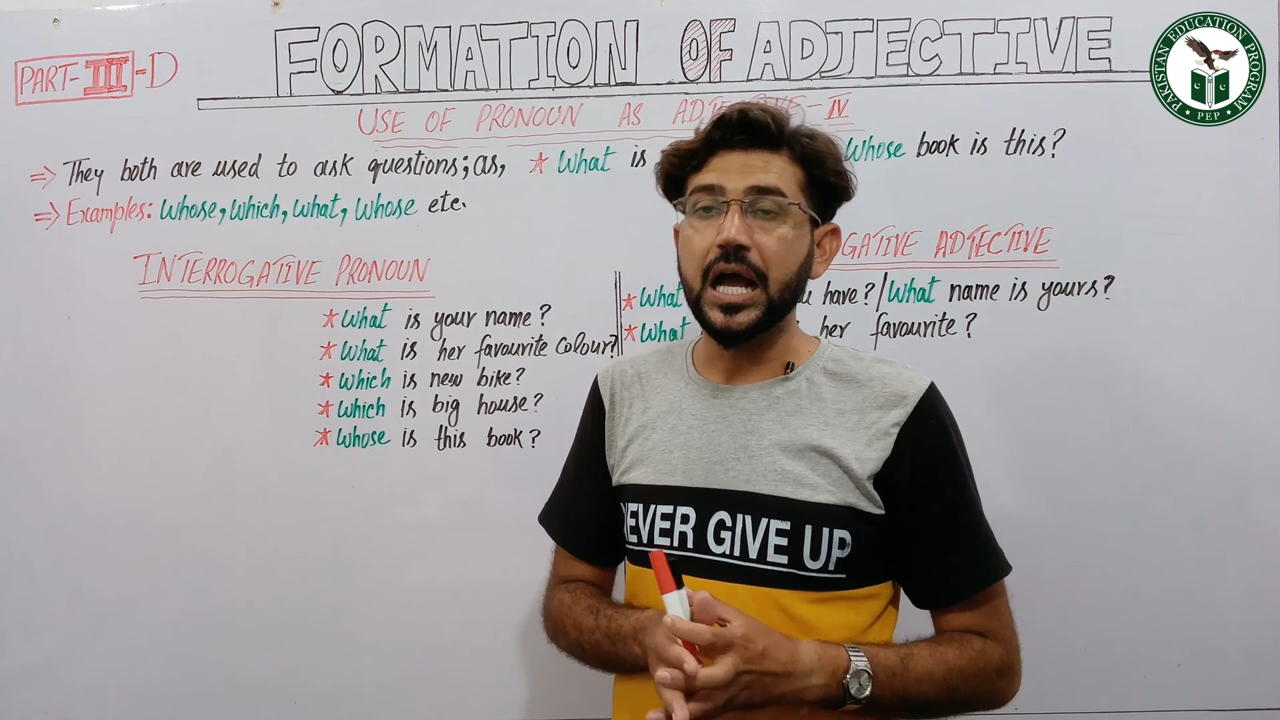 FORMATION OF ADJECTIVE
PART-III-D
USE OF PRONOUN AS ADJECTIVE-IV
⇒ They both are used to ask questions; as, * What is Whose book is this?
⇒ Examples: Whose, Which, What, Whose etc.
INTERROGATIVE PRONOUN
* What is your name?
* What is her favourite colour?
* Which is new bike?
* Which is big house?
* Whose is this book?
GATIVE ADJECTIVE
* What u have? / What name is yours?
* What her favourite?
NEVER GIVE UP
PAKISTAN EDUCATION PROGRAM
PEP